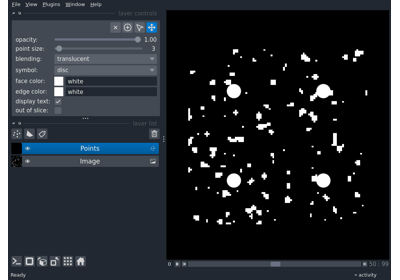 File View Plugins Window Help
layer controls
opacity: 1.00
point size: 3
blending: translucent
symbol: disc
face color: white
edge color: white
display text:
out of slice:
layer list
Points
Image
50 99
Ready
activity